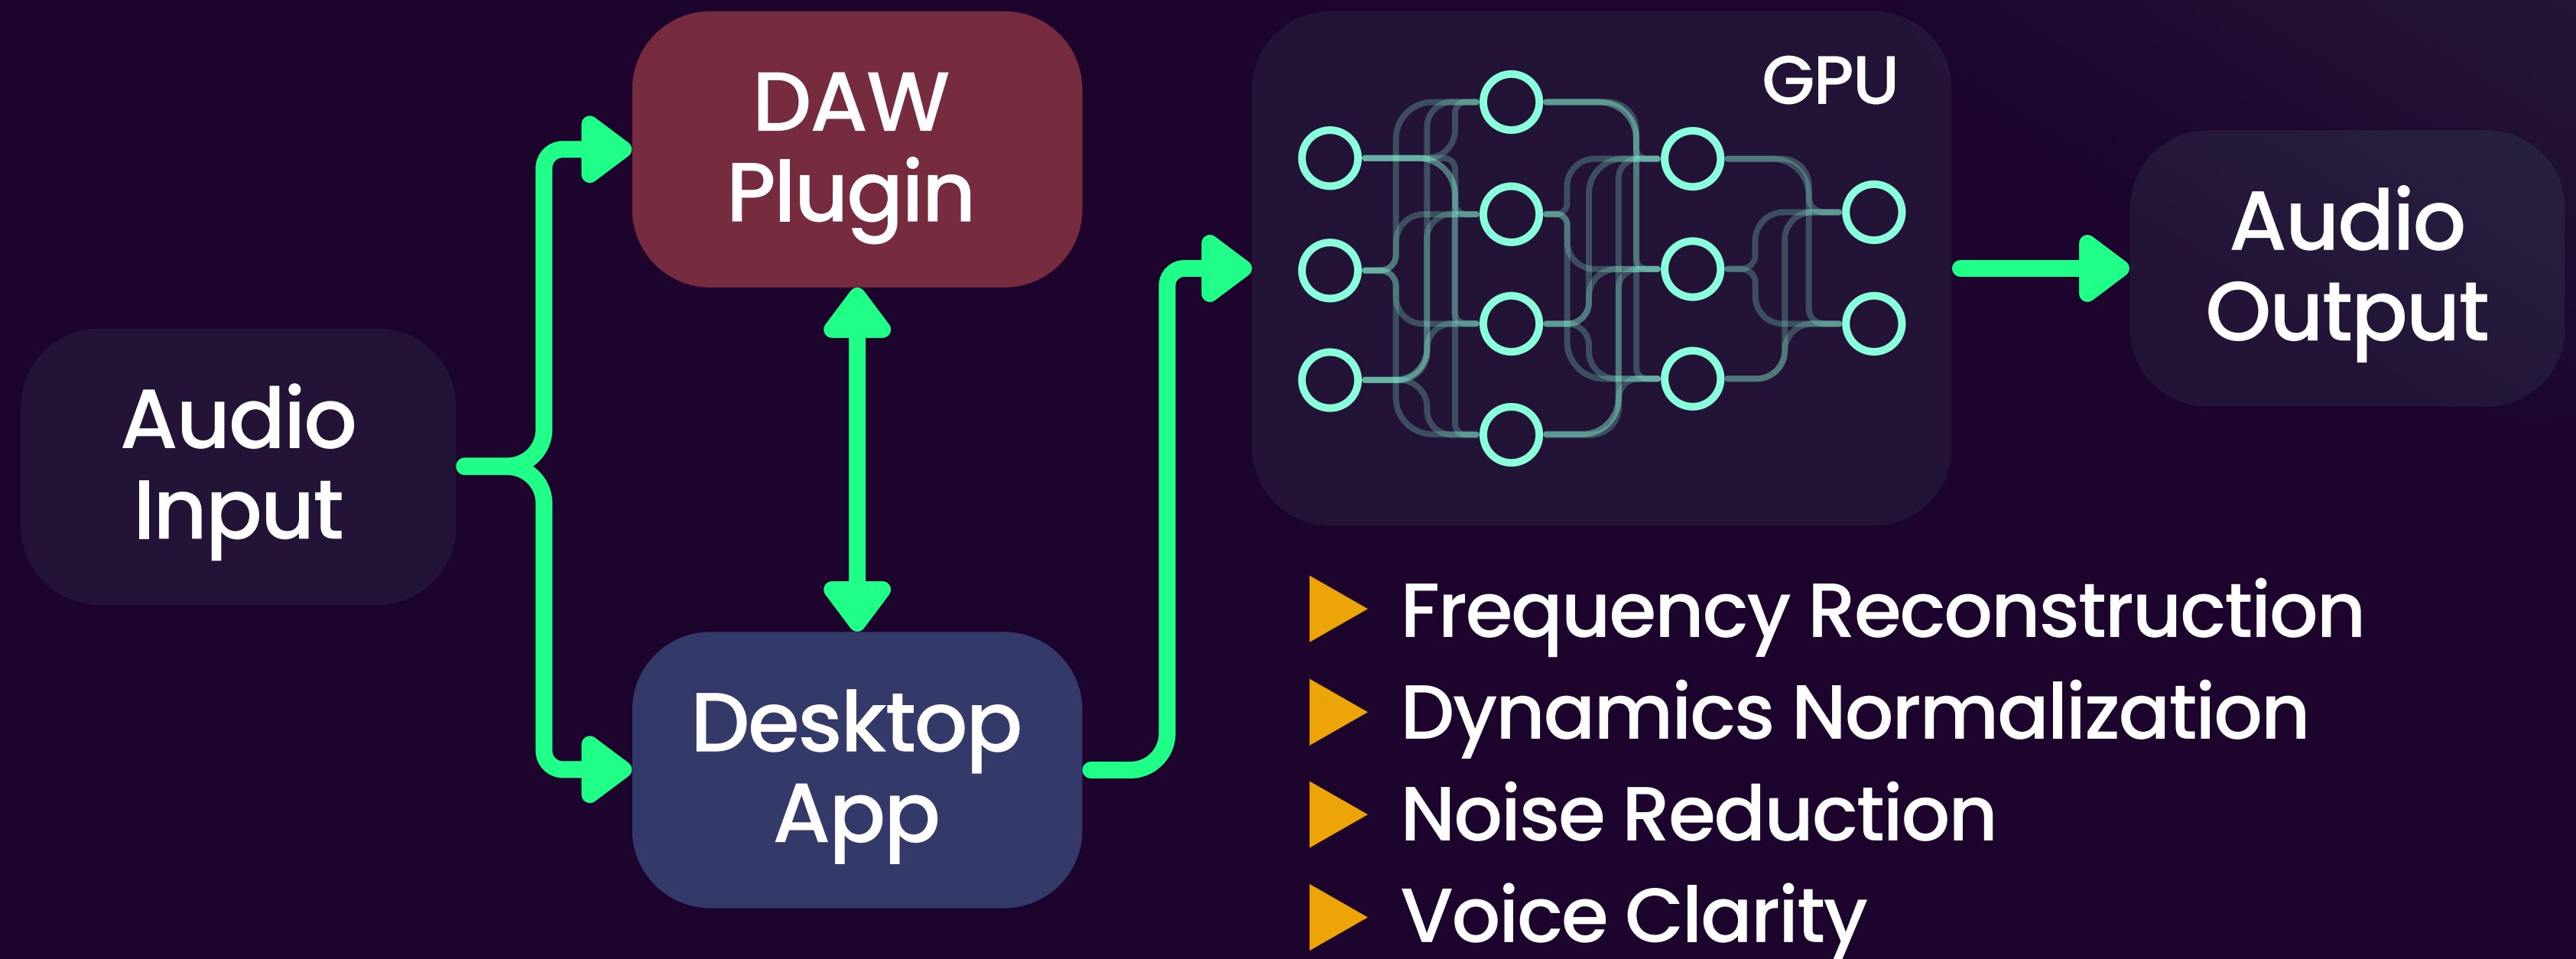 Audio
Input
DAW
Plugin
Desktop
App
GPU
Audio
Output
Frequency Reconstruction
Dynamics Normalization
Noise Reduction
Voice Clarity